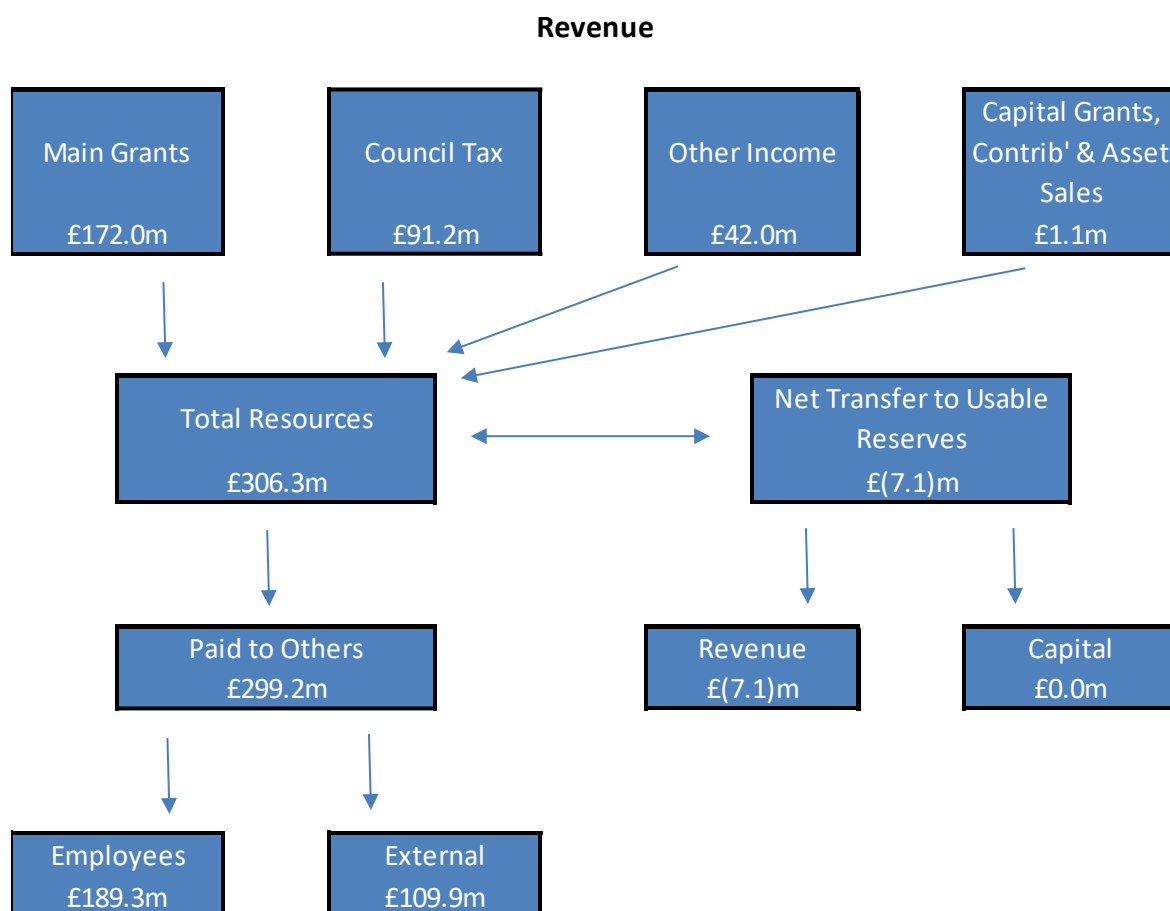 Revenue
Main Grants
£172.0m
Council Tax
£91.2m
Other Income
£42.0m
Capital Grants,
Contrib' & Asset
Sales
£1.1m
Total Resources
£306.3m
Net Transfer to Usable
Reserves
£(7.1)m
Paid to Others
£299.2m
Revenue
£(7.1)m
Capital
£0.0m
Employees
£189.3m
External
£109.9m